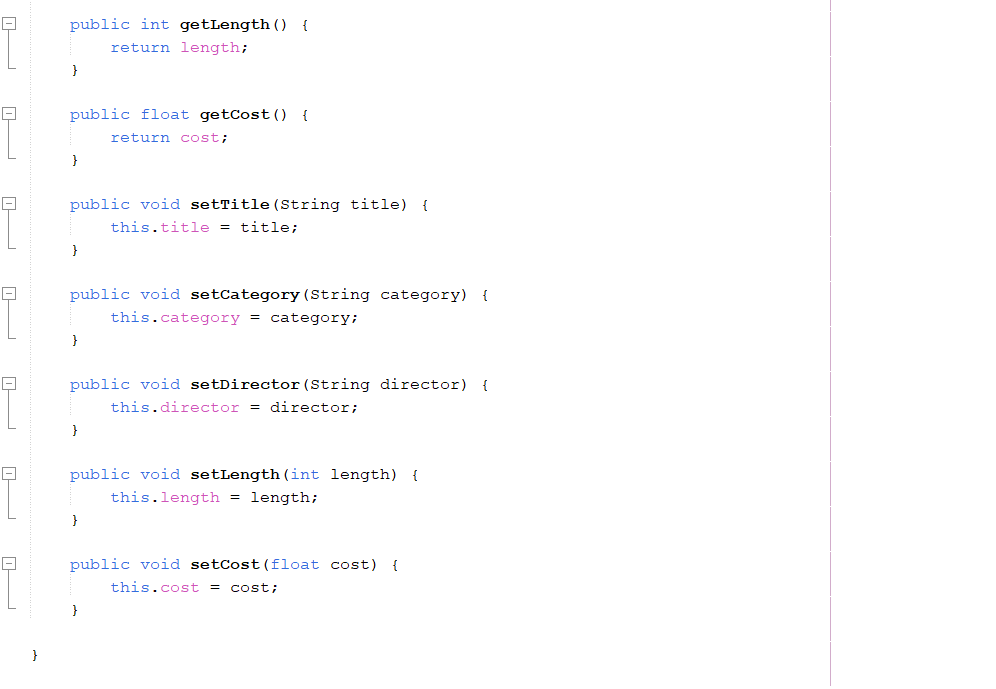 public int getLength() {
return length;
}
public float getCost() {
return cost;
}
public void setTitle(String title) {
this.title = title;
}
public void setCategory(String category) {
this.category = category;
}
public void setDirector(String director) {
this.director = director;
}
public void setLength(int length) {
this.length = length;
}
public void setCost(float cost) {
this.cost = cost;
}
}